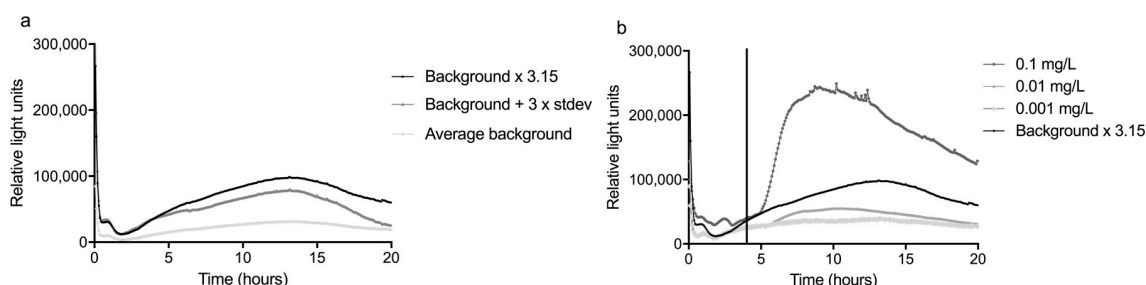 a
300,000
200,000
100,000
0
Relative light units
0 5 10 15 20
Time (hours)
Background x 3.15
Background + 3 x stdev
Average background
b
300,000
200,000
100,000
0
Relative light units
0 5 10 15 20
Time (hours)
0.1 mg/L
0.01 mg/L
0.001 mg/L
Background x 3.15